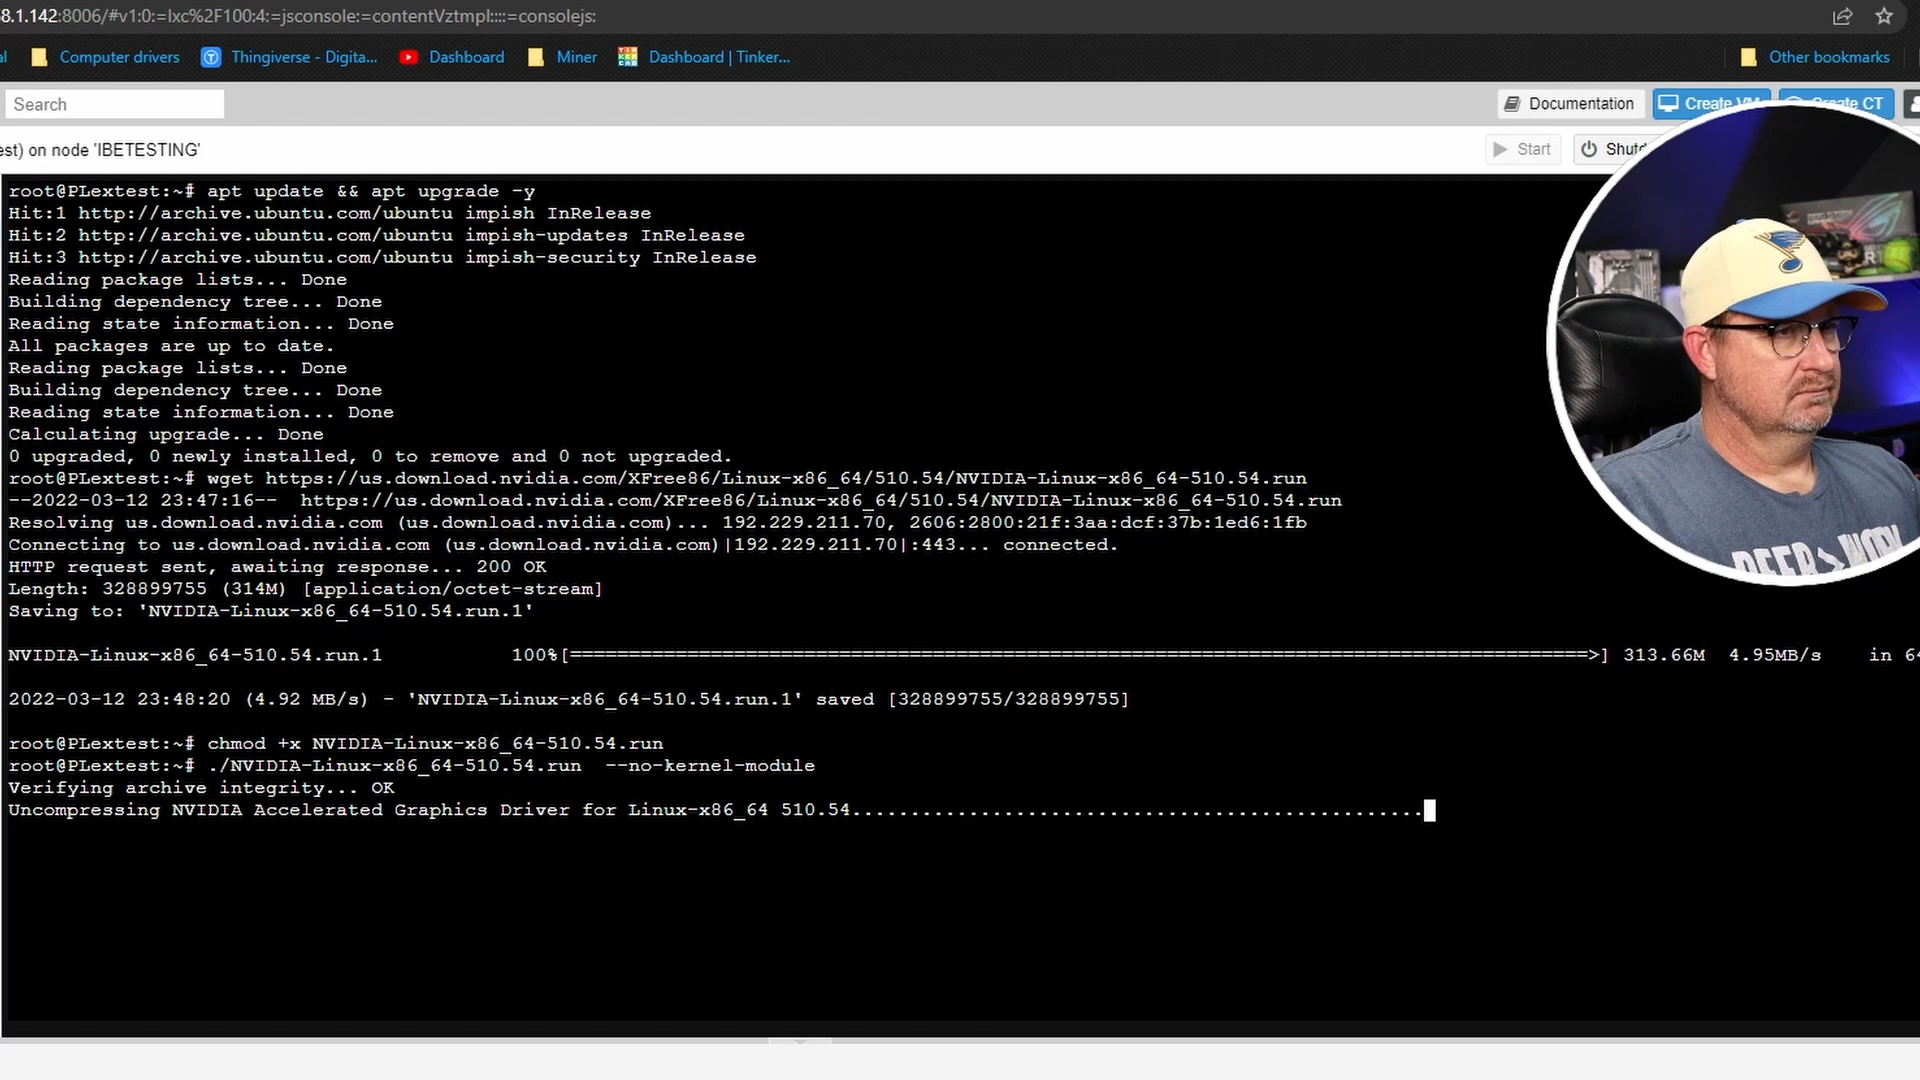 8.1.142:8006/#v1:0:=lxc%2F100:4:=jsconsole:=contentVztmpl::::=consolejs:
al Computer drivers Thingiverse - Digita... Dashboard Miner Dashboard | Tinker... Other bookmarks
Search Documentation Create VM Create CT
est) on node 'IBETESTING' Start Shutd
root@PLextest:~# apt update && apt upgrade -y
Hit:1 http://archive.ubuntu.com/ubuntu impish InRelease
Hit:2 http://archive.ubuntu.com/ubuntu impish-updates InRelease
Hit:3 http://archive.ubuntu.com/ubuntu impish-security InRelease
Reading package lists... Done
Building dependency tree... Done
Reading state information... Done
All packages are up to date.
Reading package lists... Done
Building dependency tree... Done
Reading state information... Done
Calculating upgrade... Done
0 upgraded, 0 newly installed, 0 to remove and 0 not upgraded.
root@PLextest:~# wget https://us.download.nvidia.com/XFree86/Linux-x86_64/510.54/NVIDIA-Linux-x86_64-510.54.run
--2022-03-12 23:47:16--  https://us.download.nvidia.com/XFree86/Linux-x86_64/510.54/NVIDIA-Linux-x86_64-510.54.run
Resolving us.download.nvidia.com (us.download.nvidia.com)... 192.229.211.70, 2606:2800:21f:3aa:dcf:37b:1ed6:1fb
Connecting to us.download.nvidia.com (us.download.nvidia.com)|192.229.211.70|:443... connected.
HTTP request sent, awaiting response... 200 OK
Length: 328899755 (314M) [application/octet-stream]
Saving to: 'NVIDIA-Linux-x86_64-510.54.run.1'
NVIDIA-Linux-x86_64-510.54.run.1 100%[=======================================================================================>] 313.66M 4.95MB/s in 64
2022-03-12 23:48:20 (4.92 MB/s) - 'NVIDIA-Linux-x86_64-510.54.run.1' saved [328899755/328899755]
root@PLextest:~# chmod +x NVIDIA-Linux-x86_64-510.54.run
root@PLextest:~# ./NVIDIA-Linux-x86_64-510.54.run  --no-kernel-module
Verifying archive integrity... OK
Uncompressing NVIDIA Accelerated Graphics Driver for Linux-x86_64 510.54.................................................
BEER>WORK